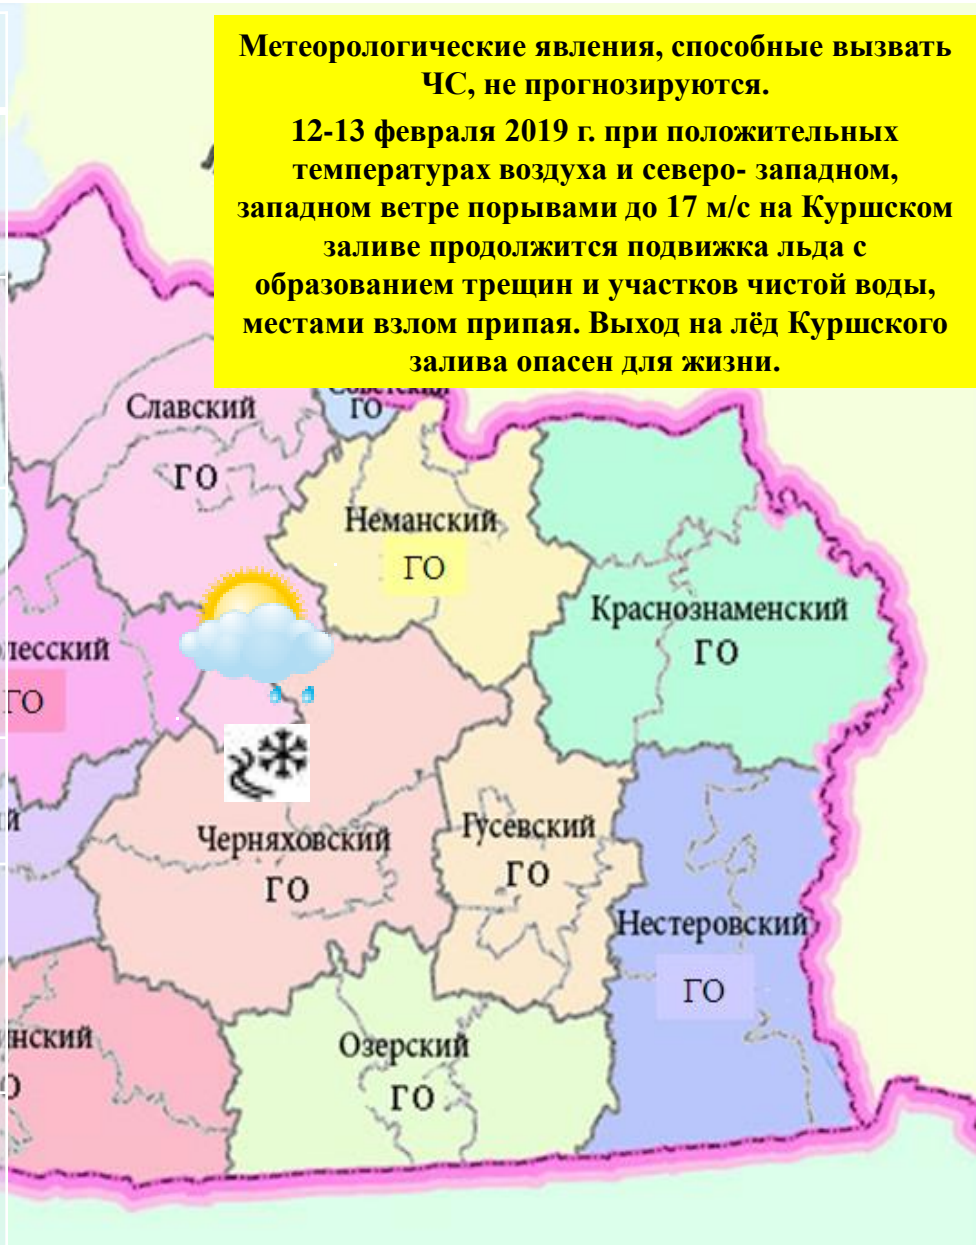 Метеорологические явления, способные вызвать
ЧС, не прогнозируются.
12-13 февраля 2019 г. при положительных
температурах воздуха и северо- западном,
западном ветре порывами до 17 м/с на Куршском
заливе продолжится подвижка льда с
образованием трещин и участков чистой воды,
местами взлом припая. Выход на лёд Куршского
залива опасен для жизни.
Советский
ГО
Славский
ГО
Неманский
ГО
Краснознаменский
ГО
лесский
ГО
й
Черняховский
ГО
Гусевский
ГО
Нестеровский
ГО
инский
О
Озерский
ГО